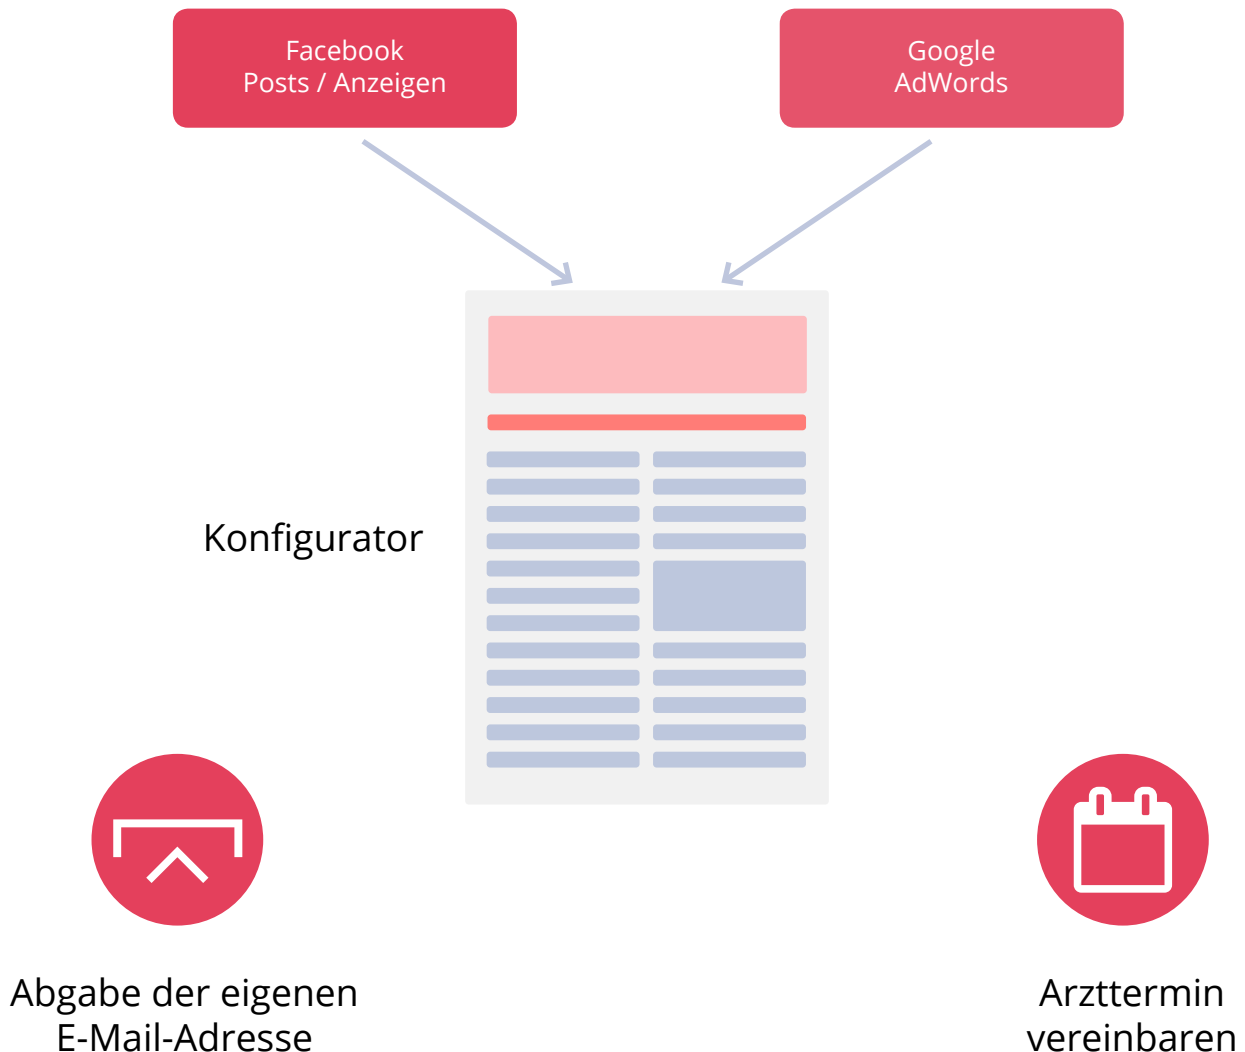 Facebook
Posts / Anzeigen
Google
AdWords
Konfigurator
Abgabe der eigenen
E-Mail-Adresse
Arzttermin
vereinbaren